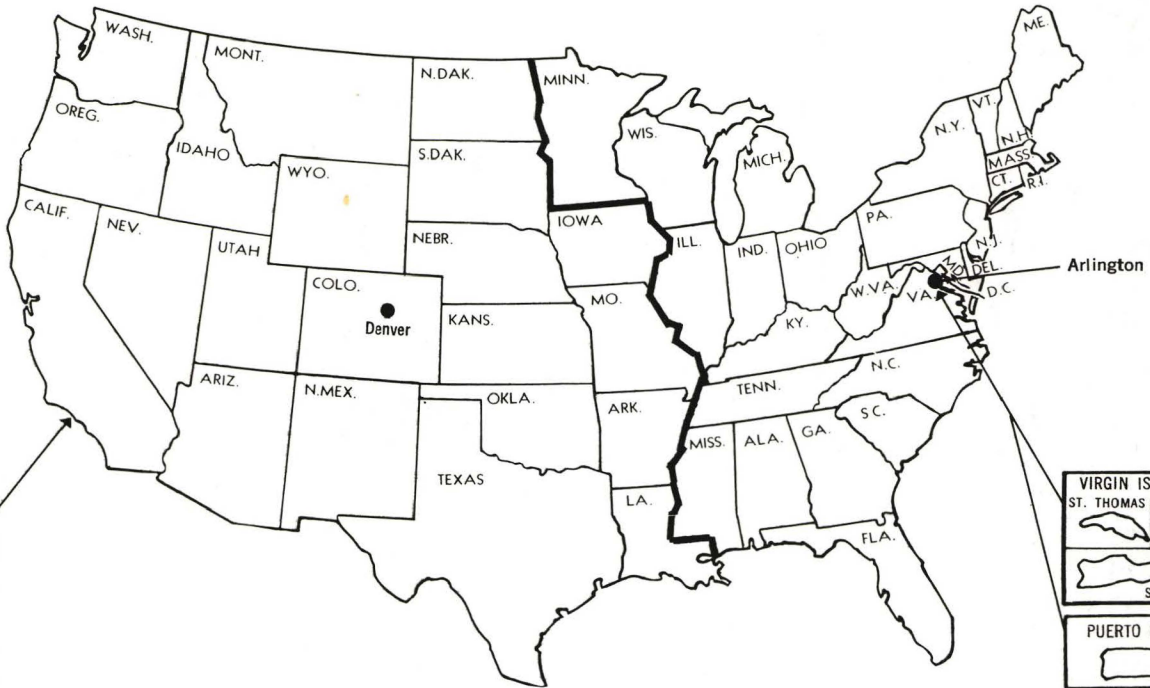 WASH.
MONT.
N.DAK.
MINN.
ME.
OREG.
IDAHO
S.DAK.
WIS.
MICH.
N.Y.
VT.
N.H.
MASS.
CT.
R.I.
WYO.
CALIF.
NEV.
UTAH
NEBR.
IOWA
ILL.
IND.
OHIO
PA.
N.J.
MD.
DEL.
D.C.
Arlington
COLO.
Denver
KANS.
MO.
W.VA.
VA.
KY.
ARIZ.
N.MEX.
OKLA.
ARK.
TENN.
N.C.
S.C.
TEXAS
LA.
MISS.
ALA.
GA.
FLA.
VIRGIN IS
ST. THOMAS
S
PUERTO